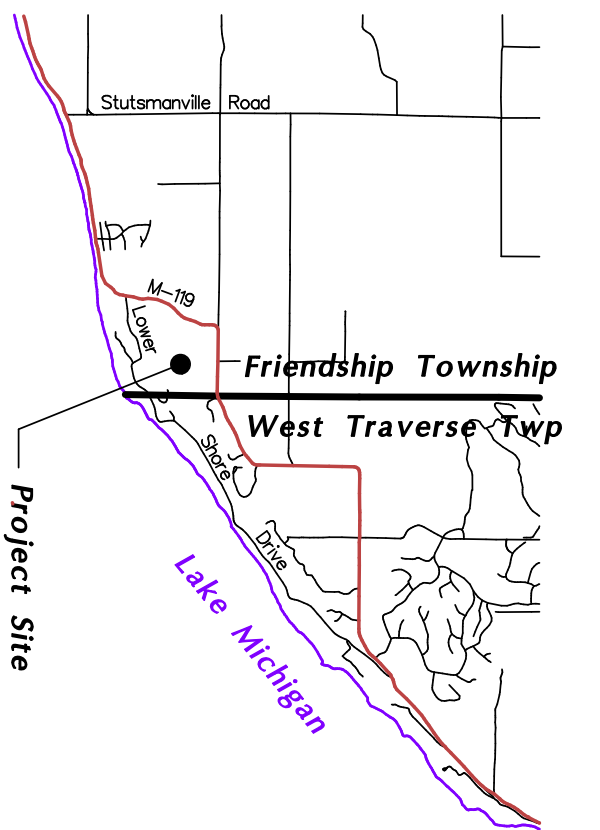 Stutsmanville Road
M-119
Lower
Friendship Township
West Traverse Twp
Shore
Project Site
Drive
Lake Michigan